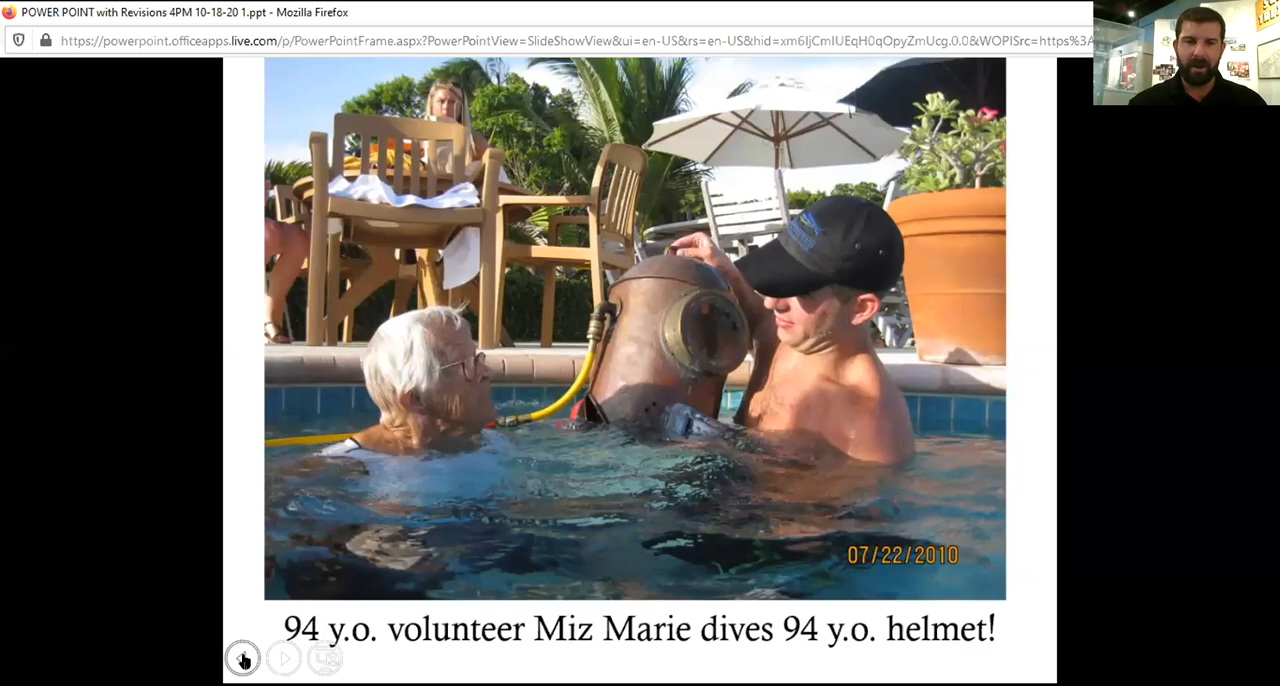 POWER POINT with Revisions 4PM 10-18-20 1.ppt - Mozilla Firefox
https://powerpoint.officeapps.live.com/p/PowerPointFrame.aspx?PowerPointView=SlideShowView&ui=en-US&rs=en-US&hid=xm6IjCmIUEqH0qOpyZmUcg.0.0&WOPISrc=https%3A
07/22/2010
94 y.o. volunteer Miz Marie dives 94 y.o. helmet!